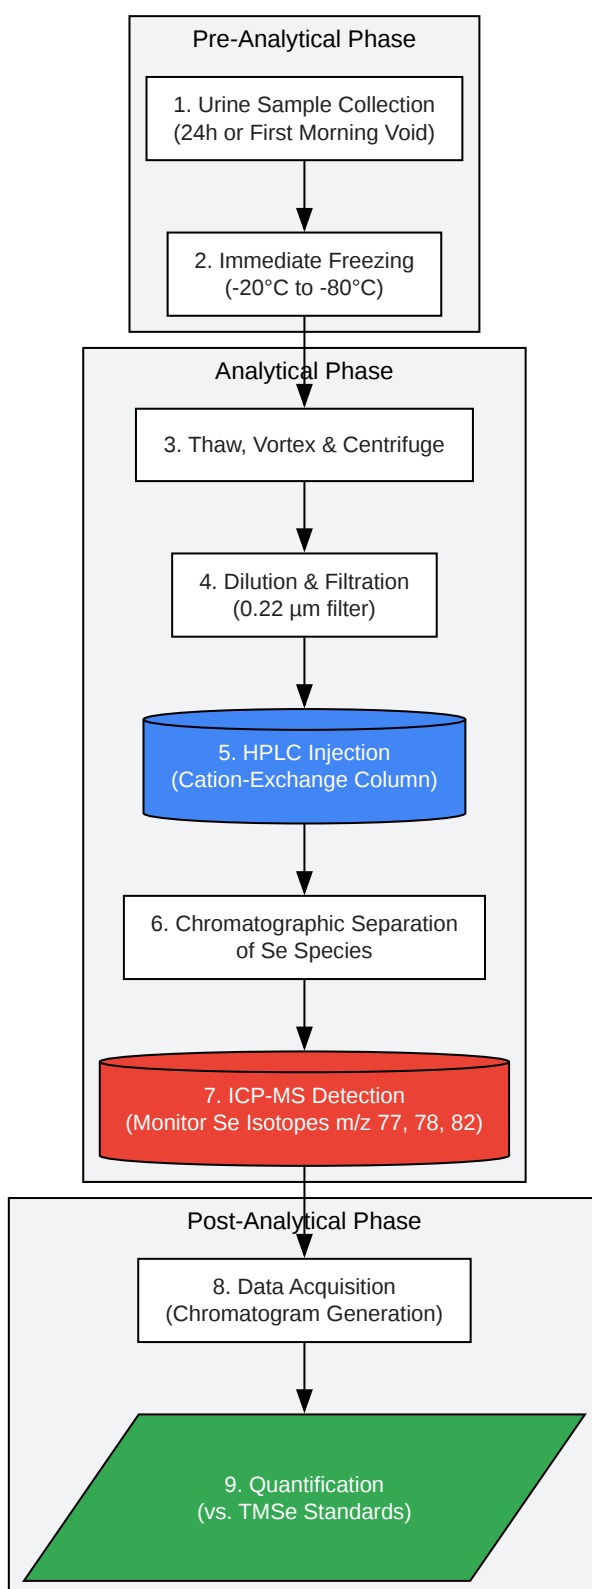 Pre-Analytical Phase
1. Urine Sample Collection
(24h or First Morning Void)
2. Immediate Freezing
(-20°C to -80°C)
Analytical Phase
3. Thaw, Vortex & Centrifuge
4. Dilution & Filtration
(0.22 µm filter)
5. HPLC Injection
(Cation-Exchange Column)
6. Chromatographic Separation
of Se Species
7. ICP-MS Detection
(Monitor Se Isotopes m/z 77, 78, 82)
Post-Analytical Phase
8. Data Acquisition
(Chromatogram Generation)
9. Quantification
(vs. TMSe Standards)